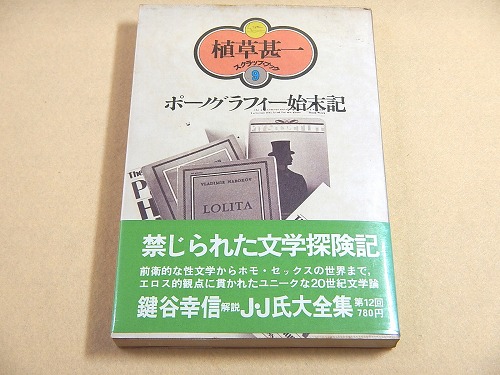 植草甚一
スクラップ・ブック
9
ポーノグラフィー始末記
MY SECRET LIFE
The
P
H
VLADIMIR NABOKOV
LOLITA
禁じられた文学探険記
前衛的な性文学からホモ・セックスの世界まで,
エロス的観点に貫かれたユニークな20世紀文学論
鍵谷幸信解説 J・J氏大全集 第12回
780円